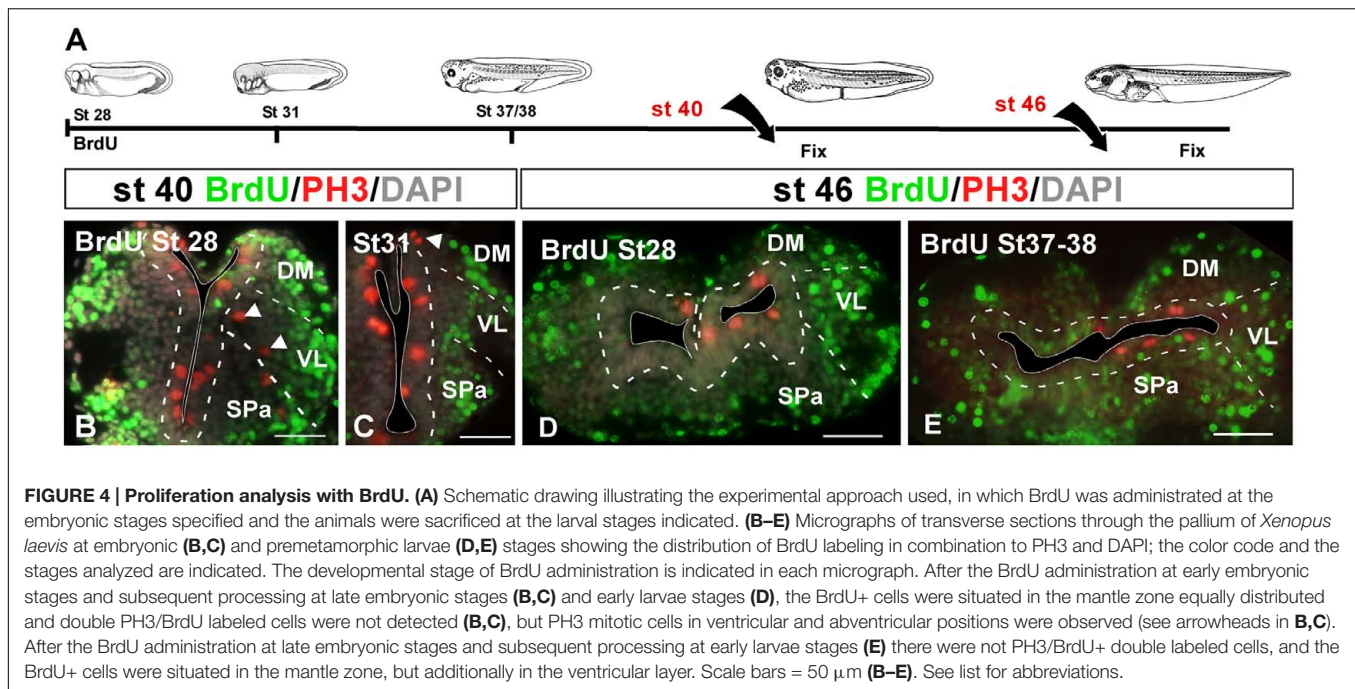 A
St 28
BrdU
St 31
St 37/38
st 40
Fix
st 46
Fix
st 40 BrdU/PH3/DAPI
st 46 BrdU/PH3/DAPI
BrdU St 28
DM
VL
SPa
B
St31
DM
VL
SPa
C
BrdU St28
DM
VL
SPa
D
BrdU St37-38
DM
VL
SPa
E
FIGURE 4 | Proliferation analysis with BrdU. (A) Schematic drawing illustrating the experimental approach used, in which BrdU was administrated at the
embryonic stages specified and the animals were sacrificed at the larval stages indicated. (B–E) Micrographs of transverse sections through the pallium of Xenopus
laevis at embryonic (B,C) and premetamorphic larvae (D,E) stages showing the distribution of BrdU labeling in combination to PH3 and DAPI; the color code and the
stages analyzed are indicated. The developmental stage of BrdU administration is indicated in each micrograph. After the BrdU administration at early embryonic
stages and subsequent processing at late embryonic stages (B,C) and early larvae stages (D), the BrdU+ cells were situated in the mantle zone equally distributed
and double PH3/BrdU labeled cells were not detected (B,C), but PH3 mitotic cells in ventricular and abventricular positions were observed (see arrowheads in B,C).
After the BrdU administration at late embryonic stages and subsequent processing at early larvae stages (E) there were not PH3/BrdU+ double labeled cells, and the
BrdU+ cells were situated in the mantle zone, but additionally in the ventricular layer. Scale bars = 50 μm (B–E). See list for abbreviations.